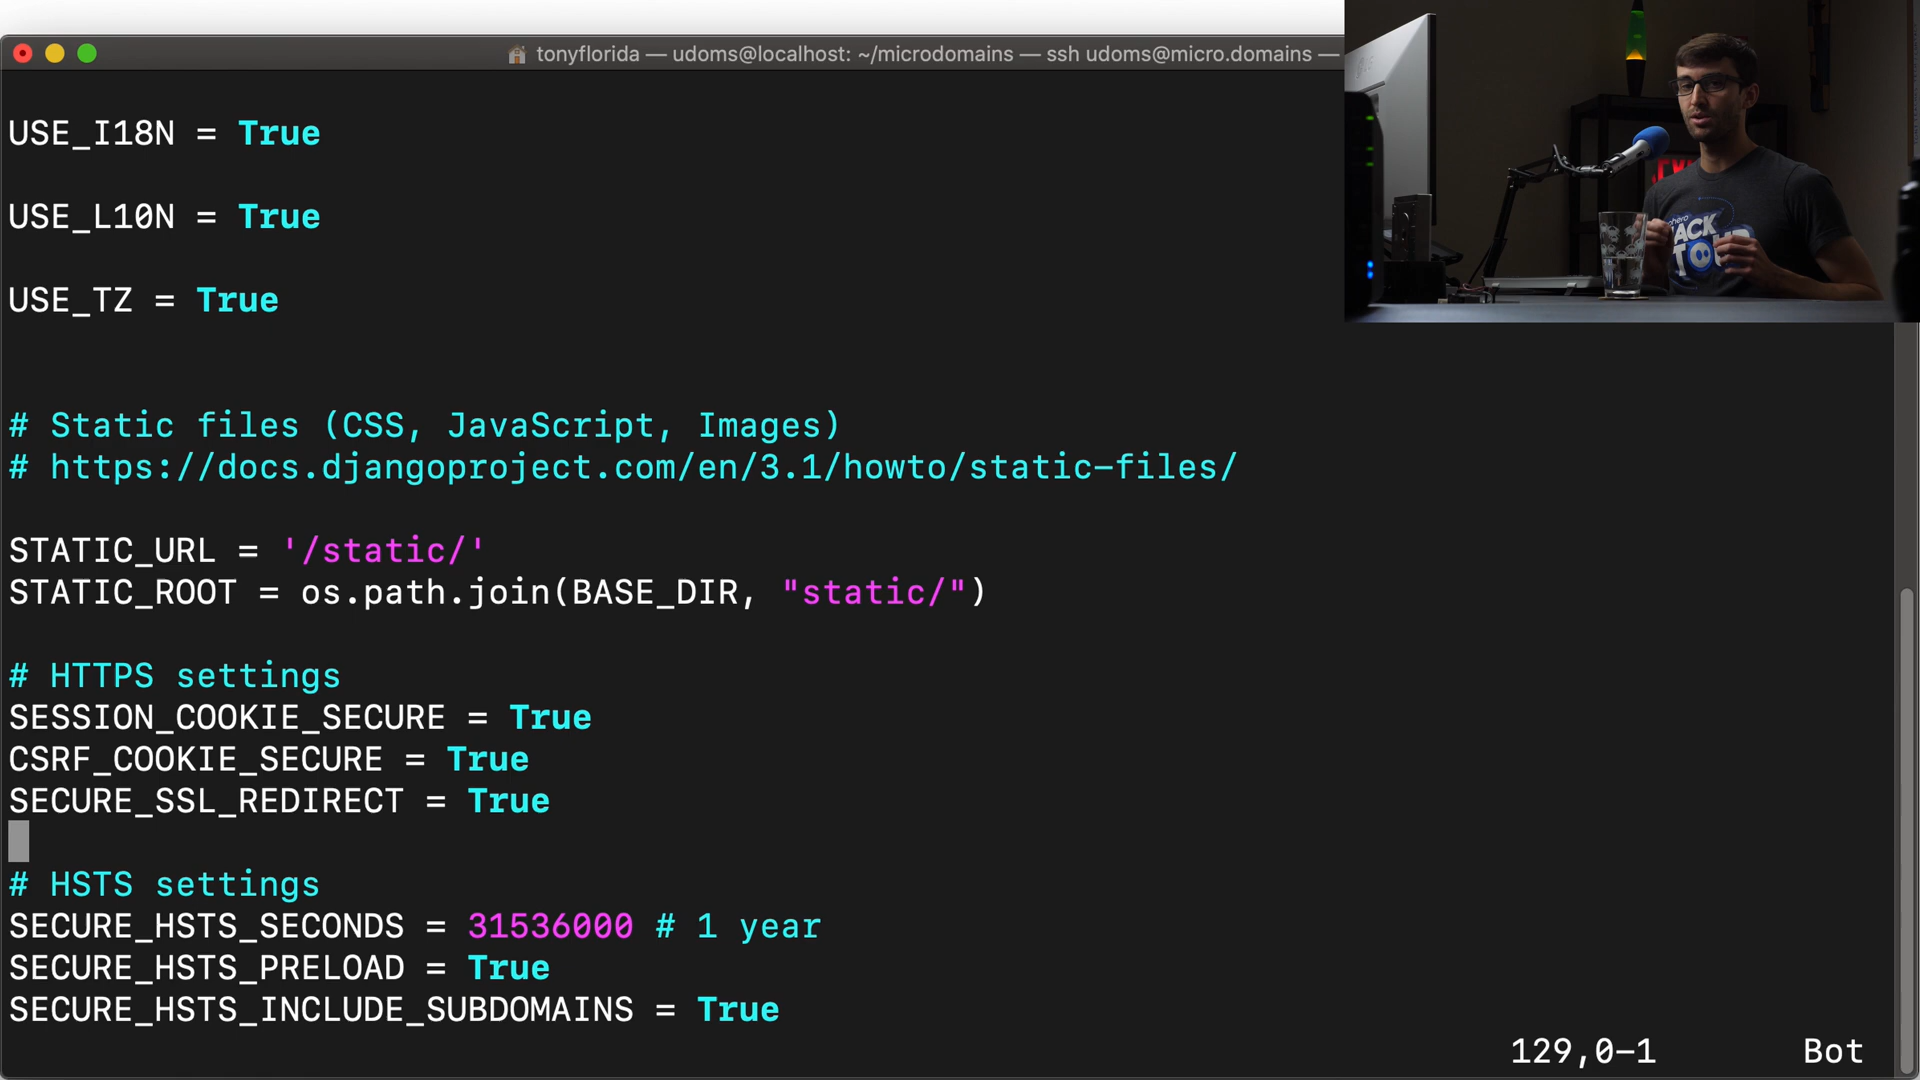 tonyflorida — udoms@localhost: ~/microdomains — ssh udoms@micro.domains —
USE_I18N = True
USE_L10N = True
USE_TZ = True
# Static files (CSS, JavaScript, Images)
# https://docs.djangoproject.com/en/3.1/howto/static-files/
STATIC_URL = '/static/'
STATIC_ROOT = os.path.join(BASE_DIR, "static/")
# HTTPS settings
SESSION_COOKIE_SECURE = True
CSRF_COOKIE_SECURE = True
SECURE_SSL_REDIRECT = True
# HSTS settings
SECURE_HSTS_SECONDS = 31536000 # 1 year
SECURE_HSTS_PRELOAD = True
SECURE_HSTS_INCLUDE_SUBDOMAINS = True
129,0-1 Bot